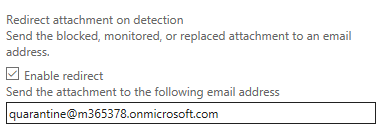 Redirect attachment on detection
Send the blocked, monitored, or replaced attachment to an email
address.
Enable redirect
Send the attachment to the following email address
quarantine@m365378.onmicrosoft.com